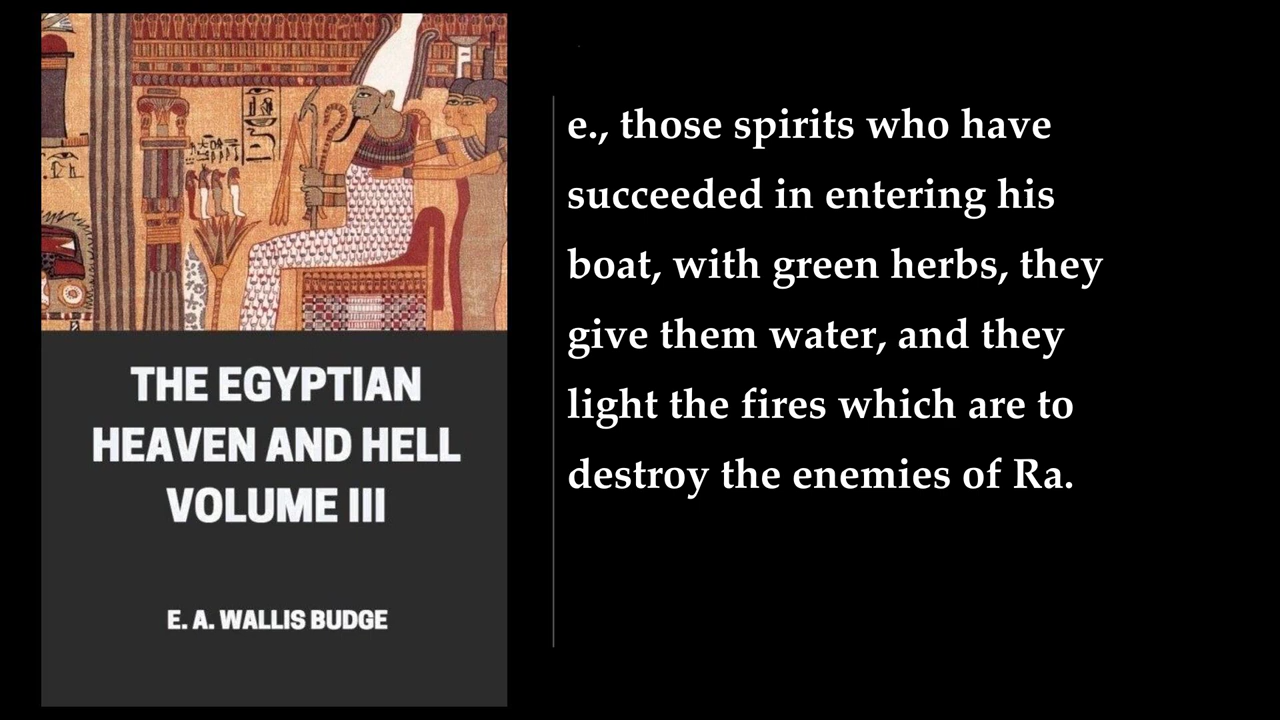 THE EGYPTIAN
HEAVEN AND HELL
VOLUME III
E. A. WALLIS BUDGE
e., those spirits who have
succeeded in entering his
boat, with green herbs, they
give them water, and they
light the fires which are to
destroy the enemies of Ra.